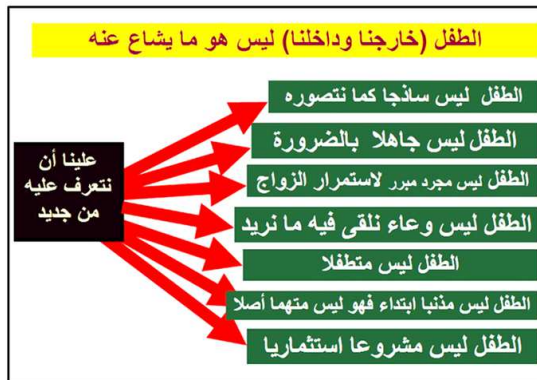 الطفل (خارجنا وداخلنا) ليس هو ما يشاع عنه
الطفل ليس ساذجا كما نتصوره
الطفل ليس جاهلا بالضرورة
الطفل ليس مجرد مبرر لاستمرار الزواج
الطفل ليس وعاء نلقى فيه ما نريد
الطفل ليس متطفلا
الطفل ليس مذنبا ابتداء فهو ليس متهما أصلا
الطفل ليس مشروعا استثماريا
علينا أن
نتعرف عليه
من جديد